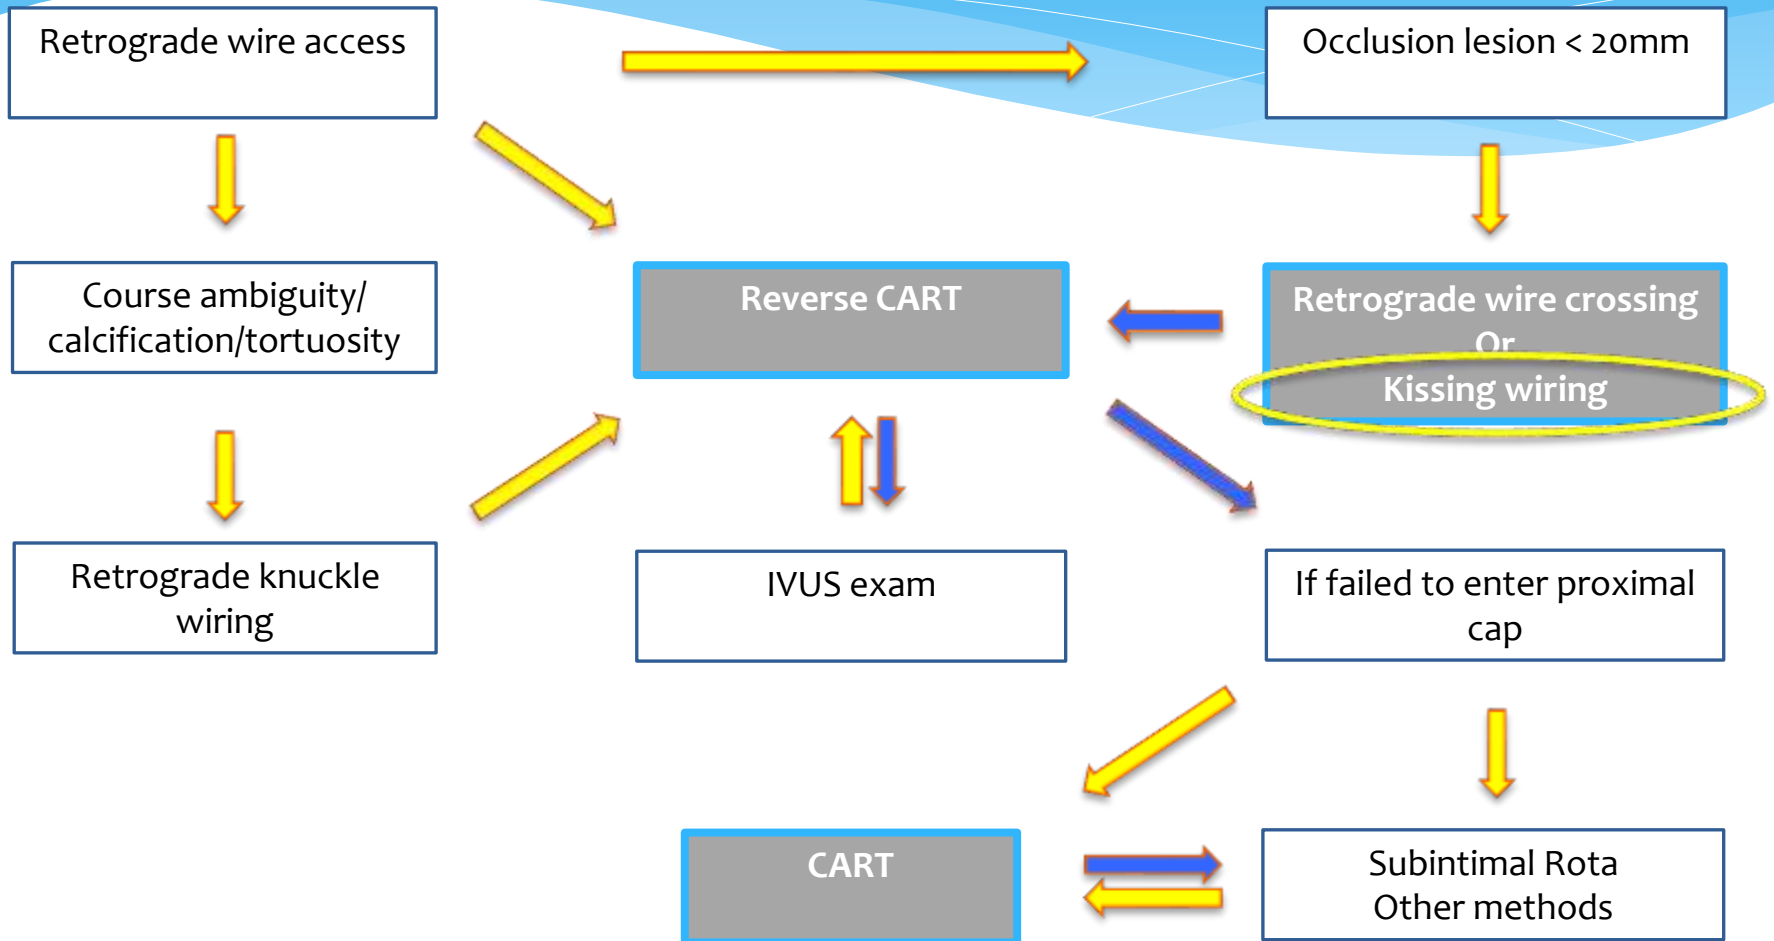 Retrograde wire access
Occlusion lesion < 20mm
Course ambiguity/
calcification/tortuosity
Reverse CART
Retrograde wire crossing
Or
Kissing wiring
Retrograde knuckle
wiring
IVUS exam
If failed to enter proximal
cap
CART
Subintimal Rota
Other methods